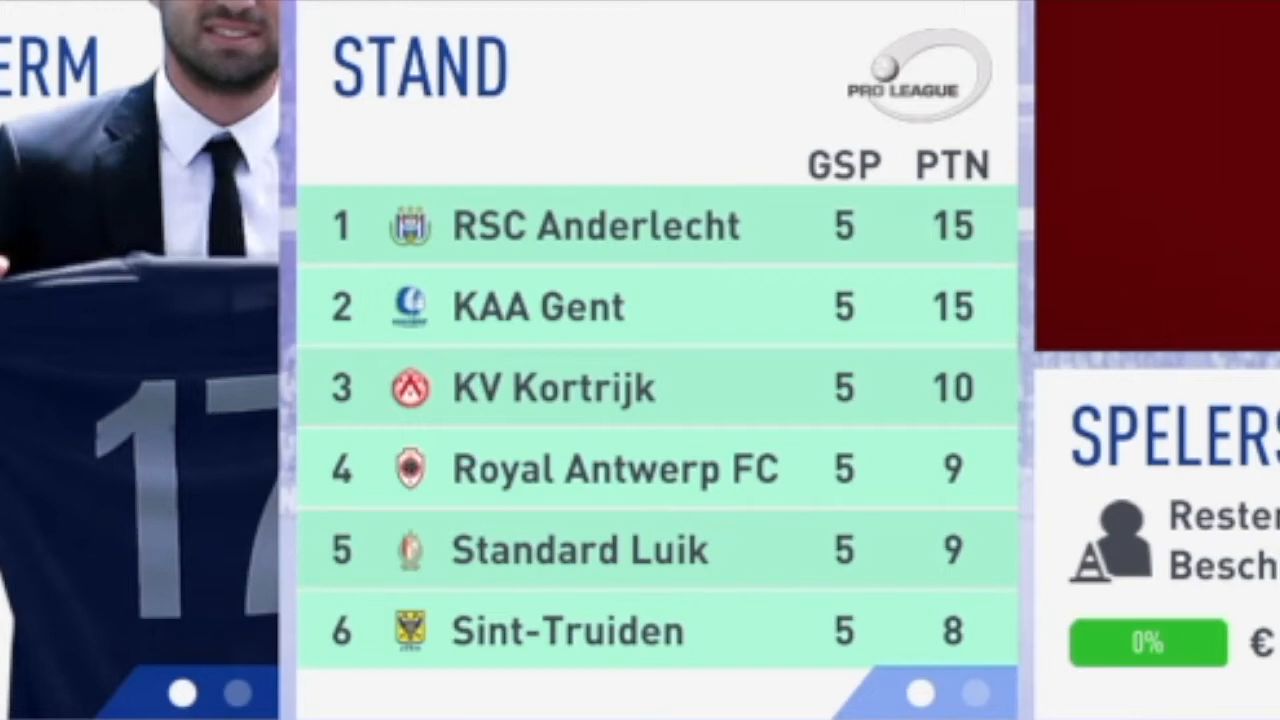 ERM
17
STAND
PRO LEAGUE
GSP PTN
1 RSC Anderlecht 5 15
2 KAA Gent 5 15
3 KV Kortrijk 5 10
4 Royal Antwerp FC 5 9
5 Standard Luik 5 9
6 Sint-Truiden 5 8
SPELERS
Rester
Besch
0% €